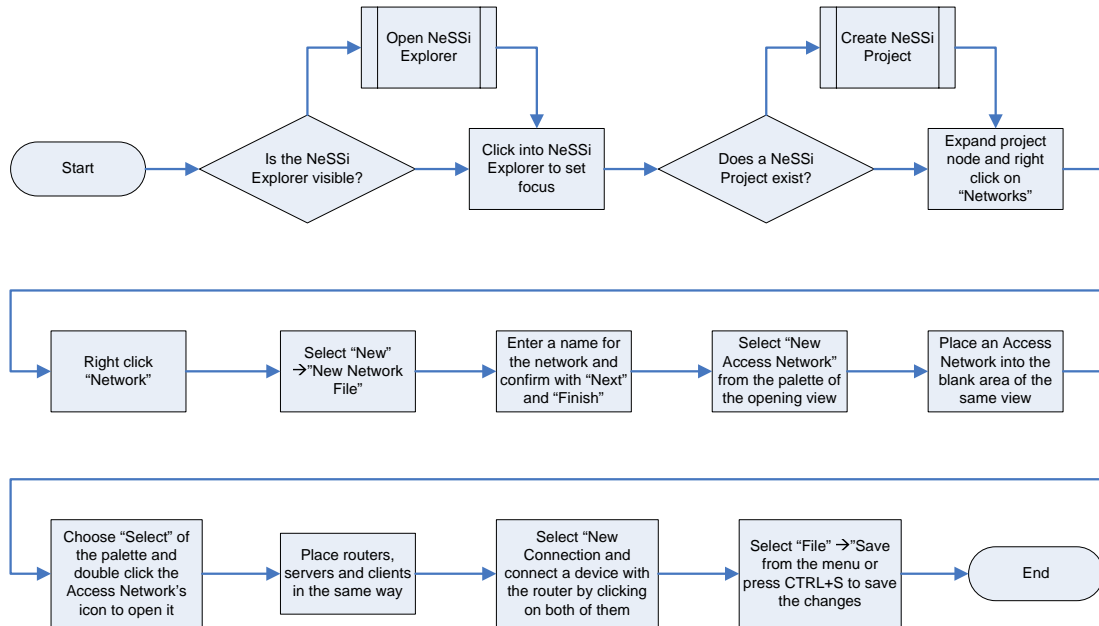 Open NeSSi
Explorer
Create NeSSi
Project
Start
Is the NeSSi
Explorer visible?
Click into NeSSi
Explorer to set
focus
Does a NeSSi
Project exist?
Expand project
node and right
click on
“Networks”
Right click
“Network”
Select “New”
→”New Network
File”
Enter a name for
the network and
confirm with “Next”
and “Finish”
Select “New
Access Network”
from the palette of
the opening view
Place an Access
Network into the
blank area of the
same view
Choose “Select” of
the palette and
double click the
Access Network’s
icon to open it
Place routers,
servers and clients
in the same way
Select “New
Connection and
connect a device with
the router by clicking
on both of them
Select “File” →”Save
from the menu or
press CTRL+S to save
the changes
End